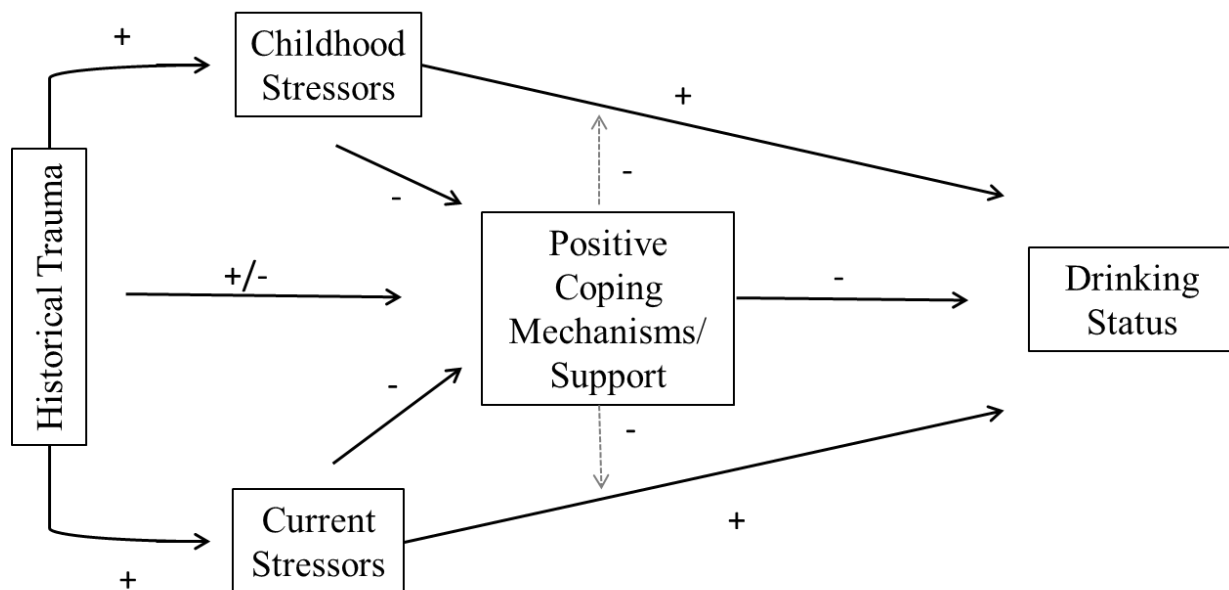 +
Childhood
Stressors
+
-
-
Historical Trauma
+/-
Positive
Coping
Mechanisms/
Support
-
Drinking
Status
-
-
Current
Stressors
+
+